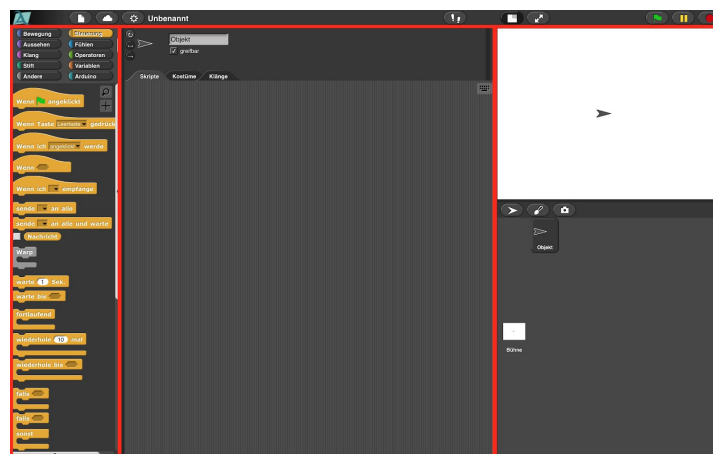 Unbenannt
Bewegung Steuerung
Aussehen Fühlen
Klang Operatoren
Stift Variablen
Andere Arduino
Wenn angeklickt
Wenn Taste Leertaste gedrück
Wenn ich angeklickt werde
Wenn
Wenn ich empfange
sende an alle
sende an alle und warte
Nachricht
Warp
warte 1 Sek.
warte bis
fortlaufend
wiederhole 10 mal
wiederhole bis
falls
falls
sonst
Objekt
greifbar
Skripte Kostüme Klänge
Objekt
Bühne